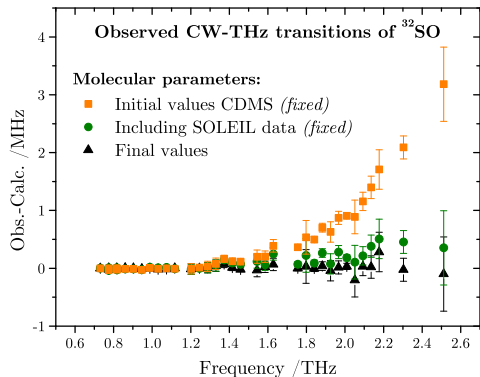 Observed CW-THz transitions of ³²SO
Molecular parameters:
Initial values CDMS (fixed)
Including SOLEIL data (fixed)
Final values
Obs.-Calc. /MHz
4
3
2
1
0
-1
0.6 0.8 1.0 1.2 1.4 1.6 1.8 2.0 2.2 2.4 2.6
Frequency /THz